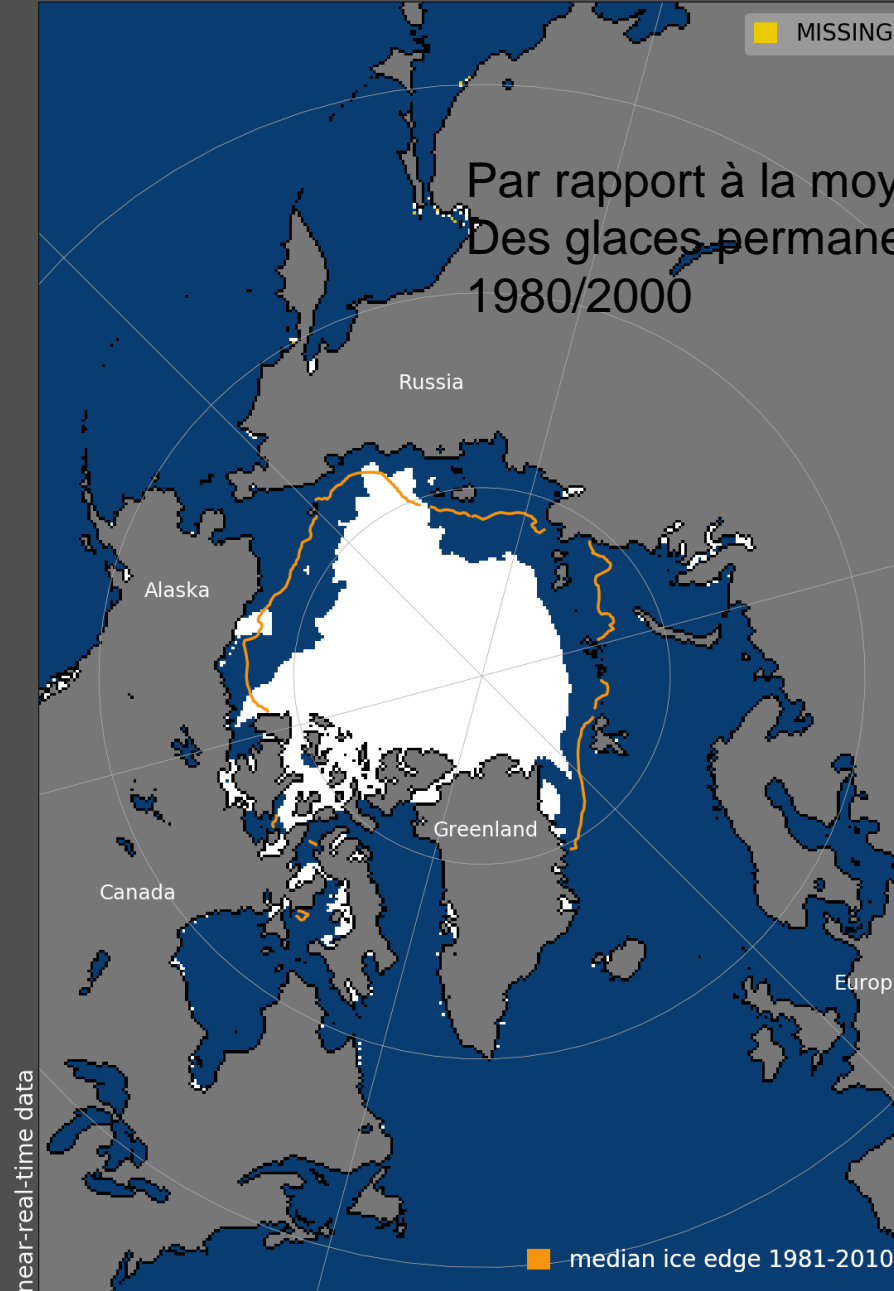 MISSING
Par rapport à la moy
Des glaces permane
1980/2000
Russia
Alaska
Greenland
Canada
Europ
near-real-time data
median ice edge 1981-2010